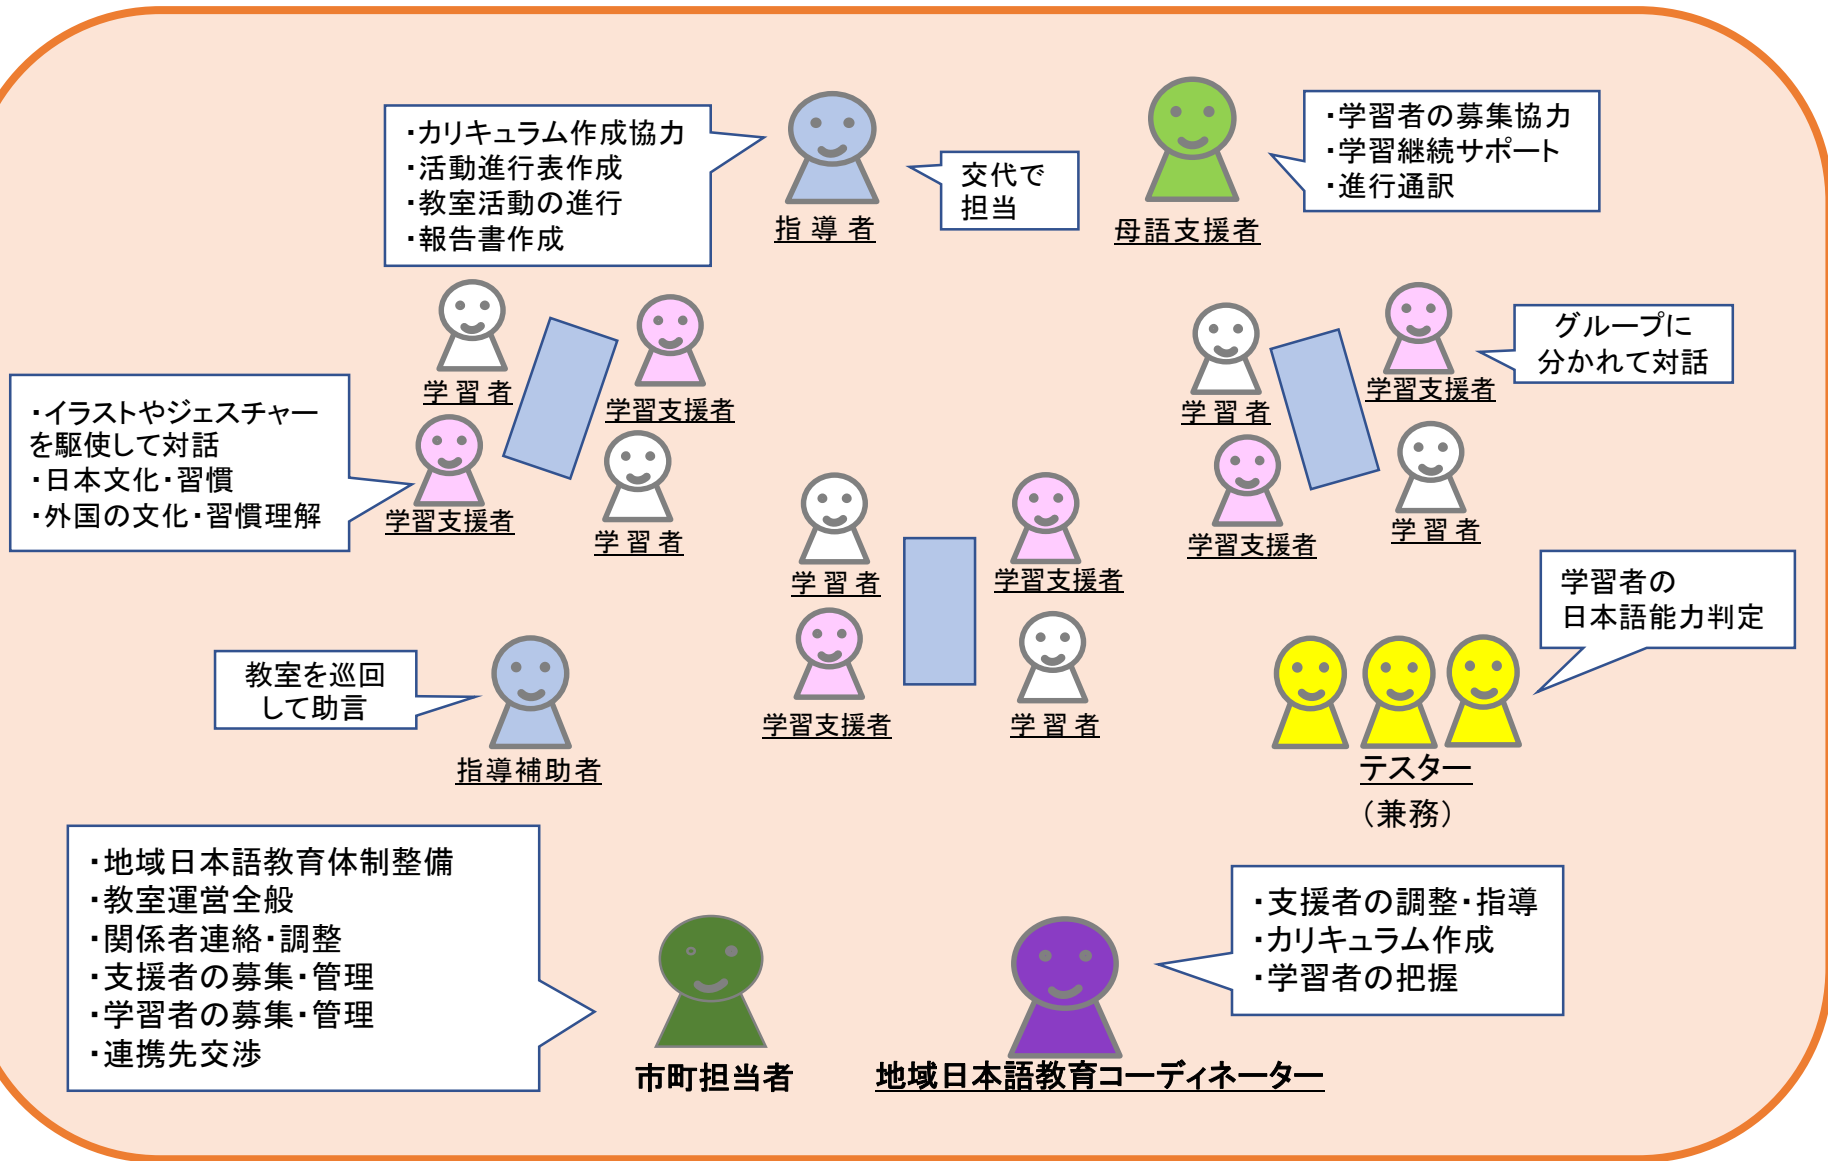 ・カリキュラム作成協力
・活動進行表作成
・教室活動の進行
・報告書作成
指 導 者
交代で
担当
母語支援者
・学習者の募集協力
・学習継続サポート
・進行通訳
学 習 者
学習支援者
学習支援者
学 習 者
・イラストやジェスチャー
を駆使して対話
・日本文化・習慣
・外国の文化・習慣理解
学 習 者
学習支援者
学習支援者
学 習 者
グループに
分かれて対話
学 習 者
学習支援者
学習支援者
学 習 者
教室を巡回
して助言
指導補助者
学習者の
日本語能力判定
テスター
（兼務）
・地域日本語教育体制整備
・教室運営全般
・関係者連絡・調整
・支援者の募集・管理
・学習者の募集・管理
・連携先交渉
市町担当者
地域日本語教育コーディネーター
・支援者の調整・指導
・カリキュラム作成
・学習者の把握